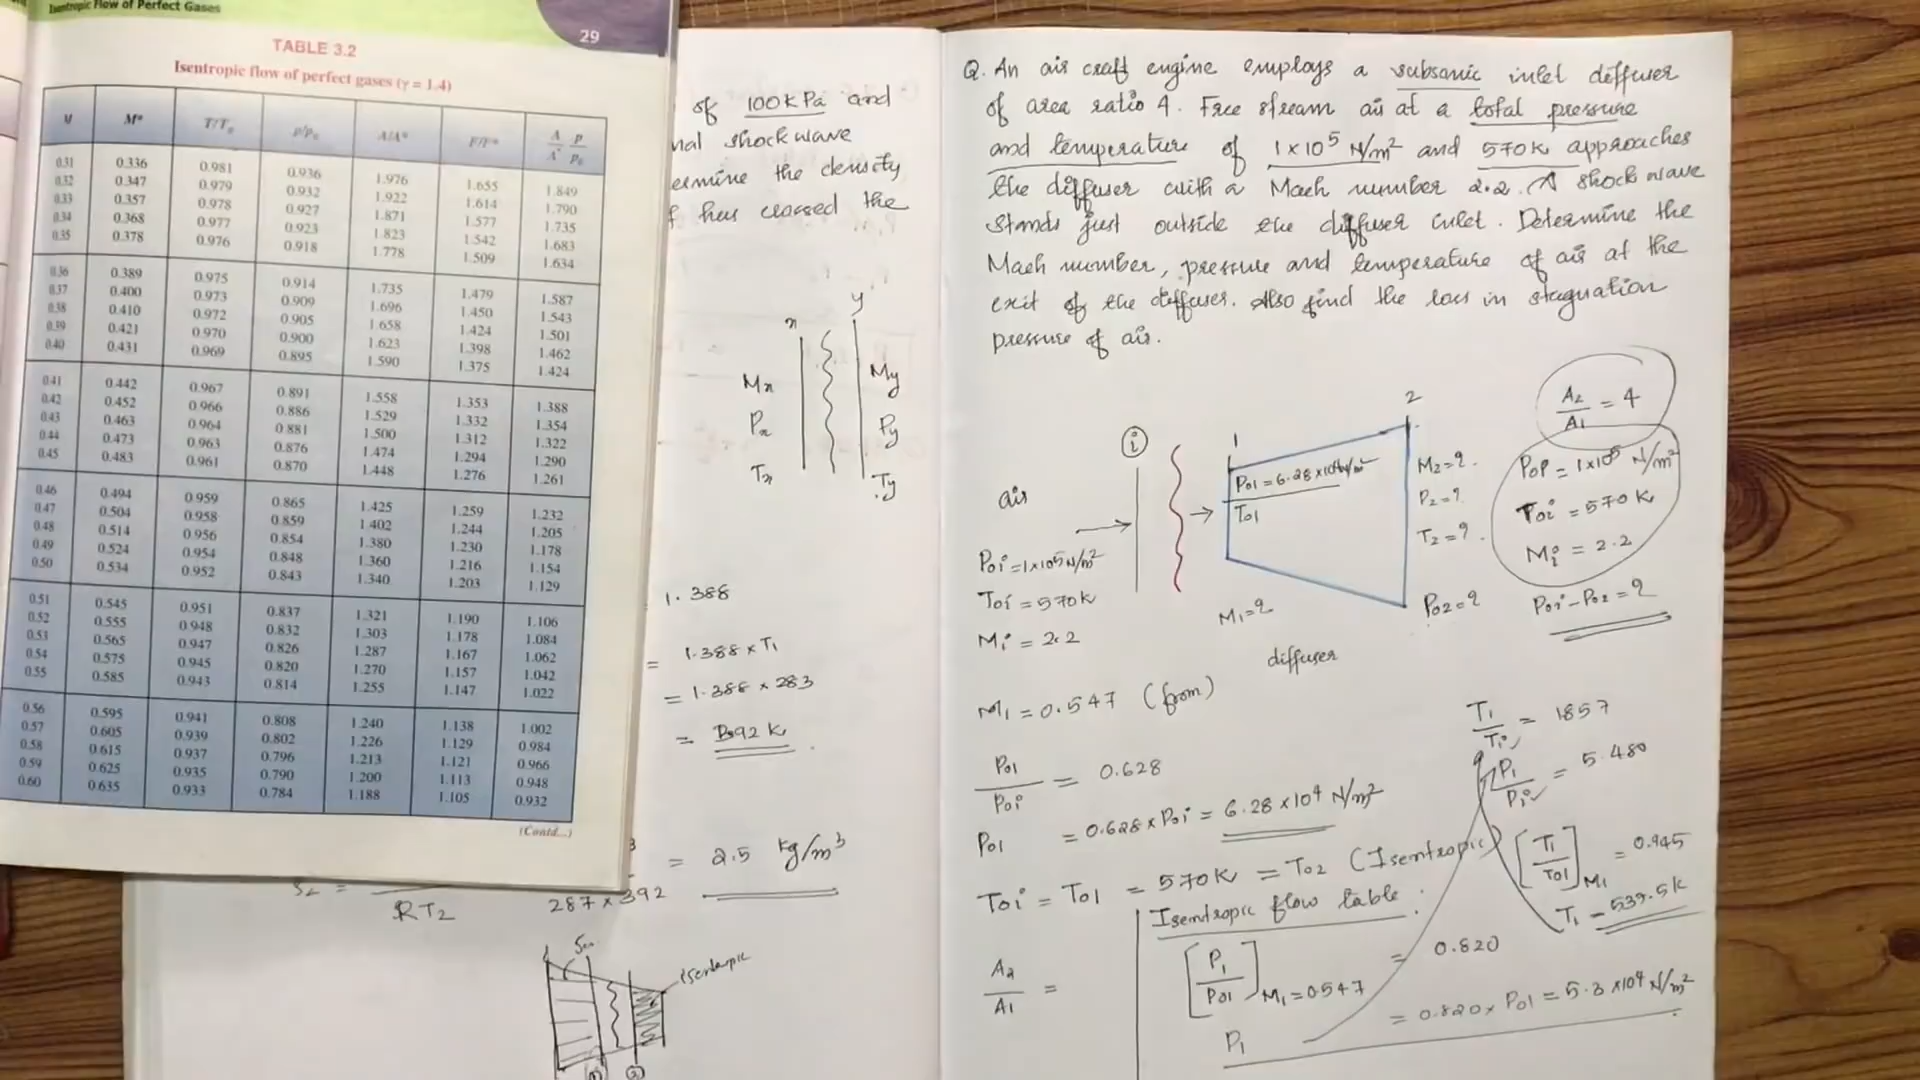 Isentropic Flow of Perfect Gases
29
TABLE 3.2
Isentropic flow of perfect gases (γ = 1.4)
M M* T/T₀ p/p₀ A/A* F/F* A/A* p/p₀
0.31 0.336 0.981 0.936 1.976 1.655 1.849
0.32 0.347 0.979 0.932 1.922 1.614 1.790
0.33 0.357 0.978 0.927 1.871 1.577 1.735
0.34 0.368 0.977 0.923 1.823 1.542 1.683
0.35 0.378 0.976 0.918 1.778 1.509 1.634
0.36 0.389 0.975 0.914 1.735 1.479 1.587
0.37 0.400 0.973 0.909 1.696 1.450 1.543
0.38 0.410 0.972 0.905 1.658 1.424 1.501
0.39 0.421 0.970 0.900 1.623 1.398 1.462
0.40 0.431 0.969 0.895 1.590 1.375 1.424
0.41 0.442 0.967 0.891 1.558 1.353 1.388
0.42 0.452 0.966 0.886 1.529 1.332 1.354
0.43 0.463 0.964 0.881 1.500 1.312 1.322
0.44 0.473 0.963 0.876 1.474 1.294 1.290
0.45 0.483 0.961 0.870 1.448 1.276 1.261
0.46 0.494 0.959 0.865 1.425 1.259 1.232
0.47 0.504 0.958 0.859 1.402 1.244 1.205
0.48 0.514 0.956 0.854 1.380 1.230 1.178
0.49 0.524 0.954 0.848 1.360 1.216 1.154
0.50 0.534 0.952 0.843 1.340 1.203 1.129
0.51 0.545 0.951 0.837 1.321 1.190 1.106
0.52 0.555 0.948 0.832 1.303 1.178 1.084
0.53 0.565 0.947 0.826 1.287 1.167 1.062
0.54 0.575 0.945 0.820 1.270 1.157 1.042
0.55 0.585 0.943 0.814 1.255 1.147 1.022
0.56 0.595 0.941 0.808 1.240 1.138 1.002
0.57 0.605 0.939 0.802 1.226 1.129 0.984
0.58 0.615 0.937 0.796 1.213 1.121 0.966
0.59 0.625 0.935 0.790 1.200 1.113 0.948
0.60 0.635 0.933 0.784 1.188 1.105 0.932
(Contd...)
of 100kPa and
nal shock wave
ermine the density
f has crossed the
x y
Mx My
Px Py
Tx Ty
1.388
= 1.388 × T1
= 1.388 × 283
= 392 K
= 2.5 kg/m³
RT2 287 × 392
Isentropic
Q. An air craft engine employs a subsonic inlet diffuser
of area ratio 4. Free stream air at a total pressure
and temperature of 1×10⁵ N/m² and 570K approaches
the diffuser with a Mach number 2.2. A shock wave
stands just outside the diffuser inlet. Determine the
Mach number, pressure and temperature of air at the
exit of the diffuser. Also find the loss in stagnation
pressure of air.
A2/A1 = 4
i 1 2
P01 = 6.28×10⁴N/m²
T01
M2=?
P2=?
T2=?
P02=?
Poi = 1×10⁵ N/m²
Toi = 570 K
Mi = 2.2
Poi - P02 = ?
air
Poi = 1×10⁵N/m²
Toi = 570K
Mi = 2.2
M1=?
diffuser
M1 = 0.547 (from)
T1/Ti = 1857
P01/Poi = 0.628
P1/Pi = 5.480
P01 = 0.628 × Poi = 6.28×10⁴ N/m²
Toi = T01 = 570K = T02 (Isentropic)
[T1/T01]M1 = 0.945
T1 = 539.5K
Isentropic flow table :
A2/A1 =
[P1/P01]M1=0.547 = 0.820
P1 = 0.820 × P01 = 5.3×10⁴ N/m²